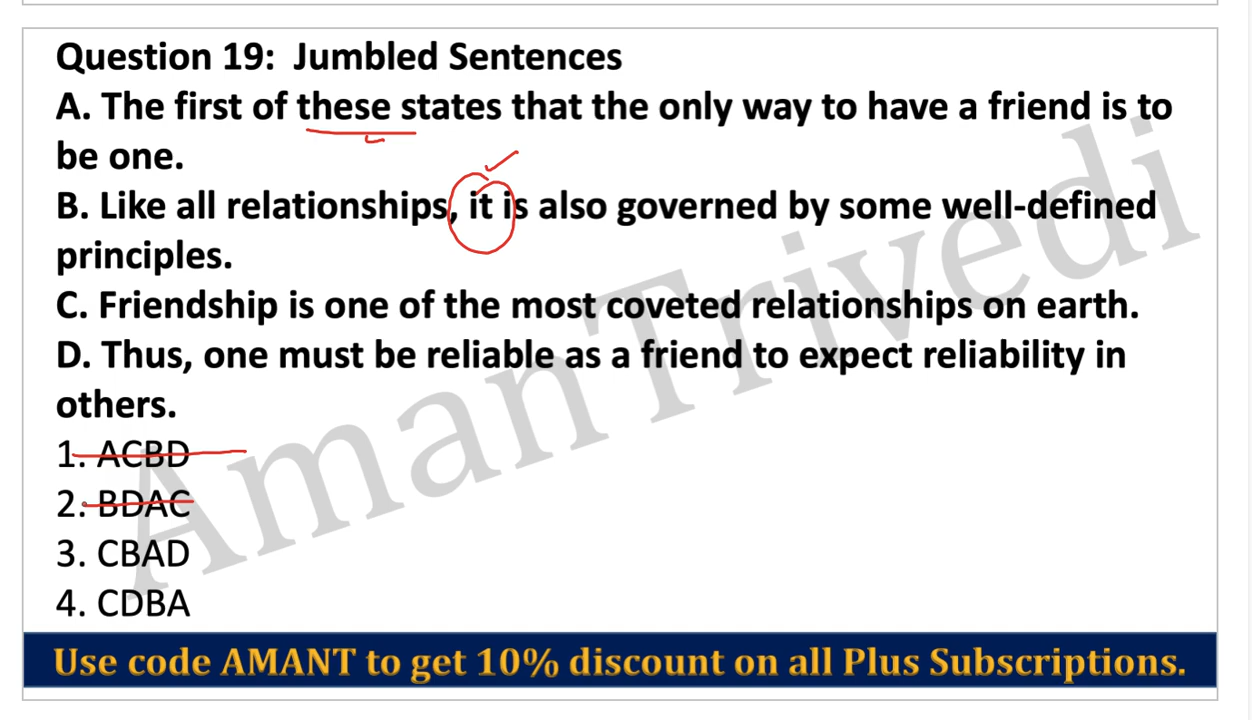 Question 19:  Jumbled Sentences
A. The first of these states that the only way to have a friend is to
be one.
B. Like all relationships, it is also governed by some well-defined
principles.
C. Friendship is one of the most coveted relationships on earth.
D. Thus, one must be reliable as a friend to expect reliability in
others.
1. ACBD
2. BDAC
3. CBAD
4. CDBA
AmanTrivedi
Use code AMANT to get 10% discount on all Plus Subscriptions.